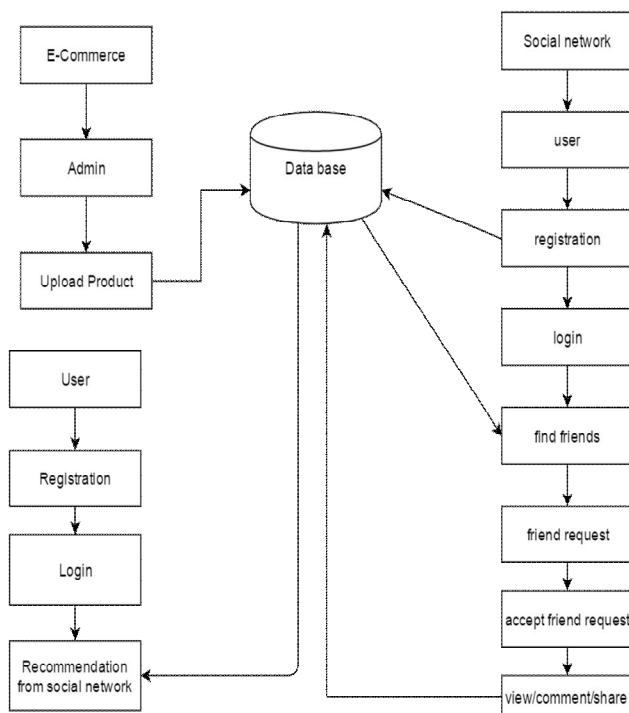 E-Commerce
Admin
Upload Product
User
Registration
Login
Recommendation
from social network
Data base
Social network
user
registration
login
find friends
friend request
accept friend request
view/comment/share